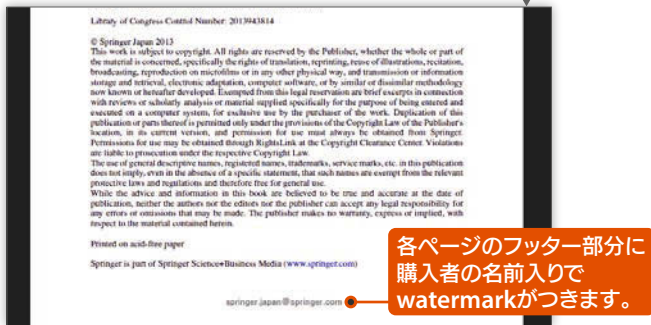 Library of Congress Control Number: 2013943814
© Springer Japan 2013
This work is subject to copyright. All rights are reserved by the Publisher, whether the whole or part of
the material is concerned, specifically the rights of translation, reprinting, reuse of illustrations, recitation,
broadcasting, reproduction on microfilms or in any other physical way, and transmission or information
storage and retrieval, electronic adaptation, computer software, or by similar or dissimilar methodology
now known or hereafter developed. Exempted from this legal reservation are brief excerpts in connection
with reviews or scholarly analysis or material supplied specifically for the purpose of being entered and
executed on a computer system, for exclusive use by the purchaser of the work. Duplication of this
publication or parts thereof is permitted only under the provisions of the Copyright Law of the Publisher's
location, in its current version, and permission for use must always be obtained from Springer.
Permissions for use may be obtained through RightsLink at the Copyright Clearance Center. Violations
are liable to prosecution under the respective Copyright Law.
The use of general descriptive names, registered names, trademarks, service marks, etc. in this publication
does not imply, even in the absence of a specific statement, that such names are exempt from the relevant
protective laws and regulations and therefore free for general use.
While the advice and information in this book are believed to be true and accurate at the date of
publication, neither the authors nor the editors nor the publisher can accept any legal responsibility for
any errors or omissions that may be made. The publisher makes no warranty, express or implied, with
respect to the material contained herein.
Printed on acid-free paper
Springer is part of Springer Science+Business Media (www.springer.com)
springer.japan@springer.com
各ページのフッター部分に
購入者の名前入りで
watermarkがつきます。